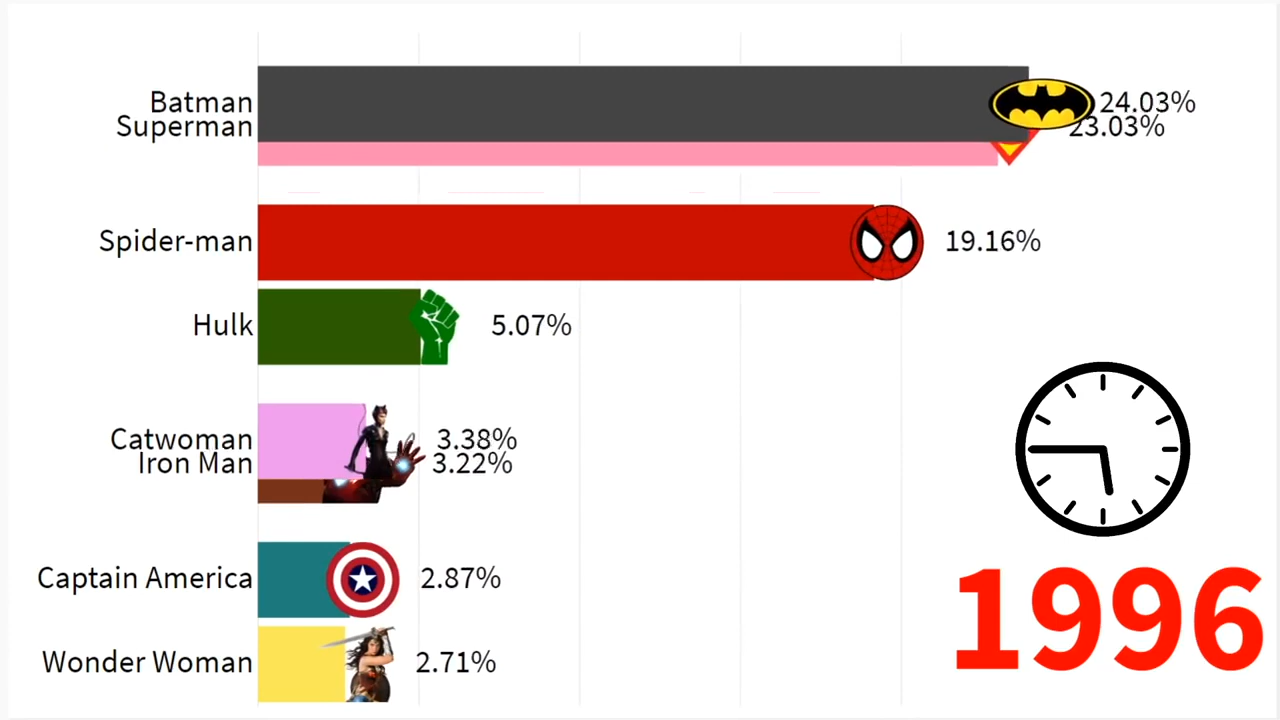 Batman 24.03%
Superman 23.03%
Spider-man 19.16%
Hulk 5.07%
Catwoman 3.38%
Iron Man 3.22%
Captain America 2.87%
Wonder Woman 2.71%
1996